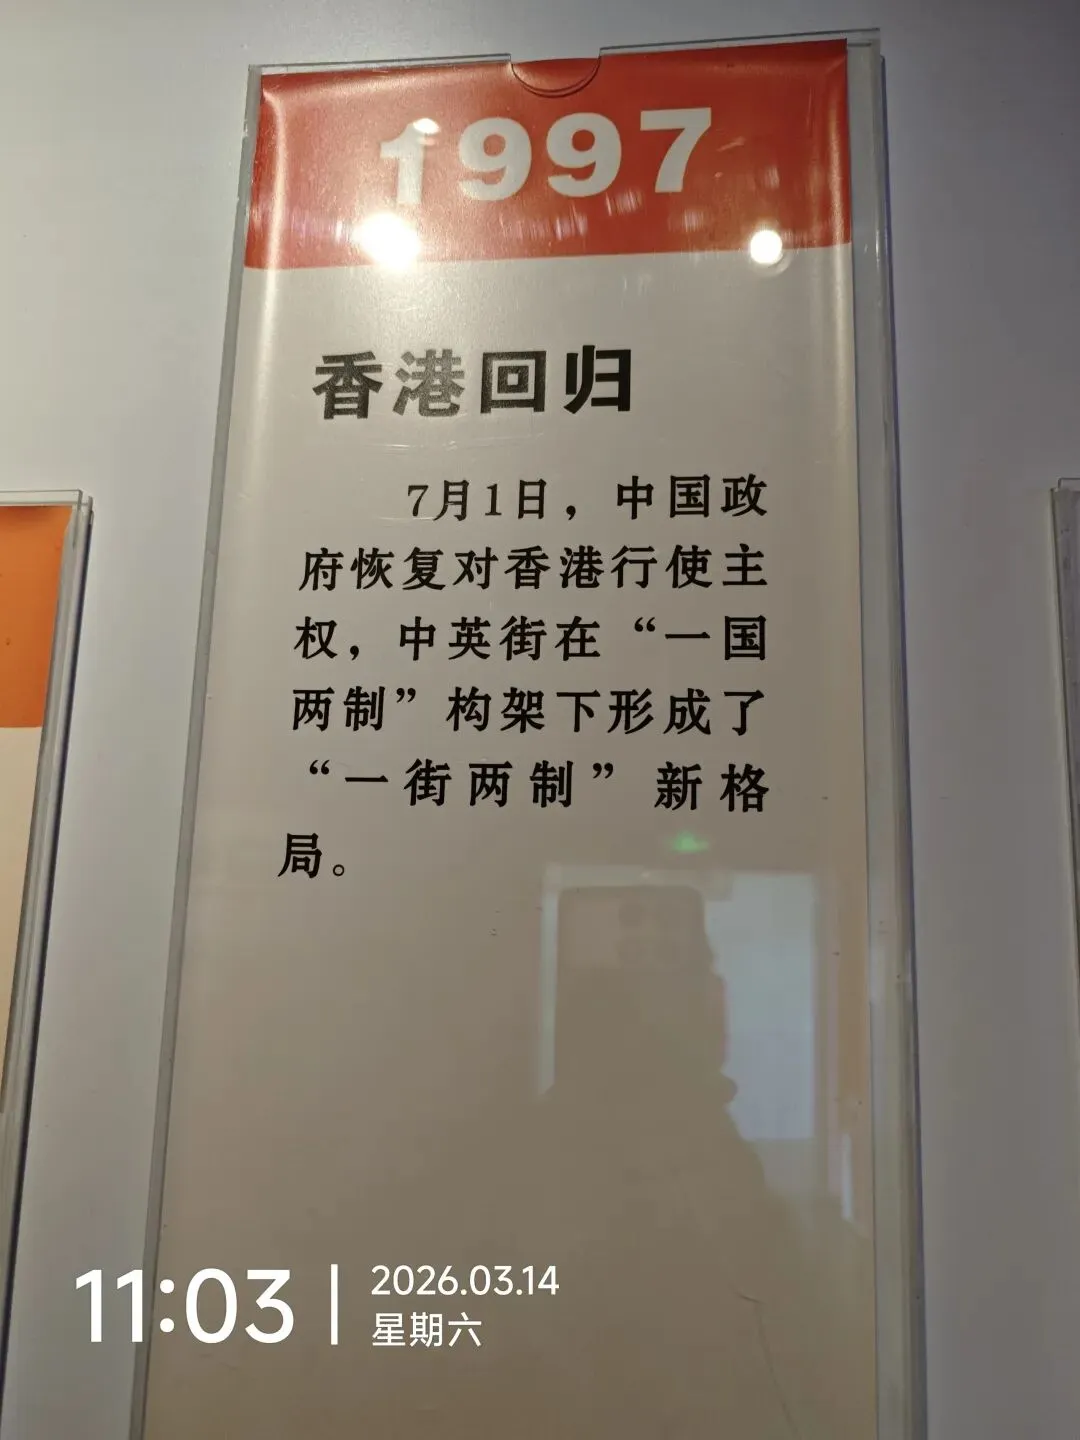 1997
香港回归
7月1日，中国政
府恢复对香港行使主
权，中英街在“一国
两制”构架下形成了
“一街两制”新格
局。
11:03
2026.03.14
星期六